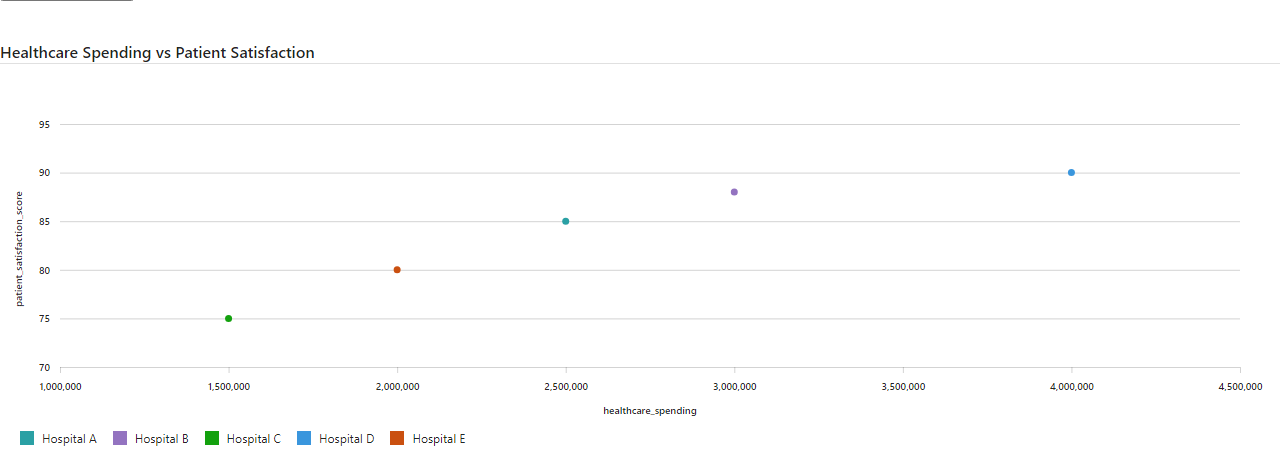 Healthcare Spending vs Patient Satisfaction
95
90
85
80
75
70
patient_satisfaction_score
1,000,000 1,500,000 2,000,000 2,500,000 3,000,000 3,500,000 4,000,000 4,500,000
healthcare_spending
Hospital A Hospital B Hospital C Hospital D Hospital E